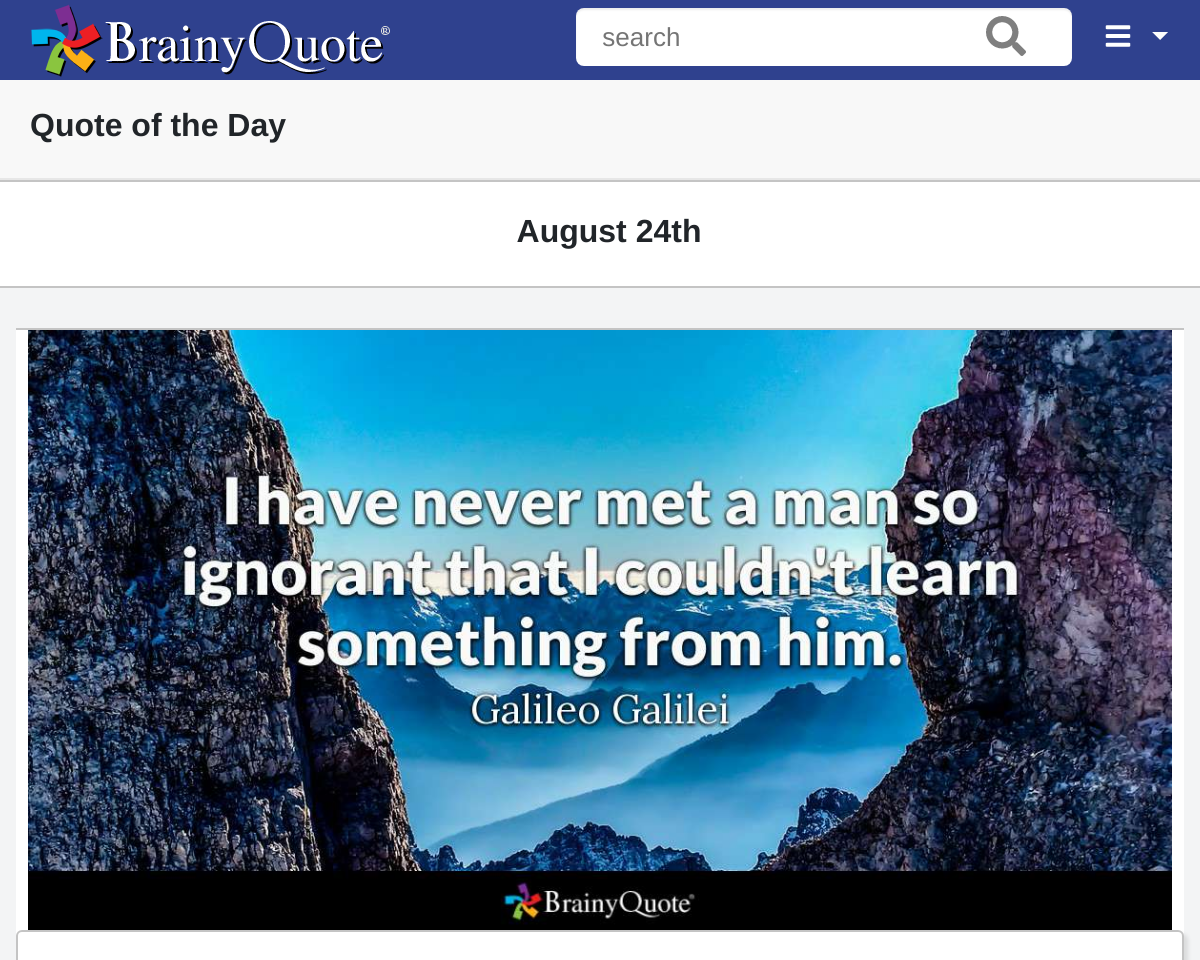 BrainyQuote®
search
Quote of the Day
August 24th
I have never met a man so
ignorant that I couldn't learn
something from him.
Galileo Galilei
BrainyQuote®